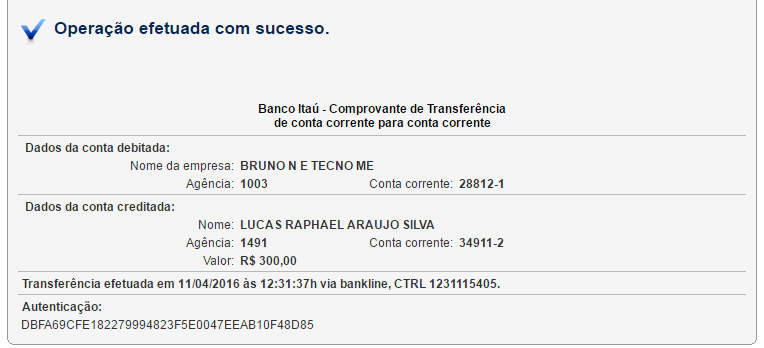 Operação efetuada com sucesso.
Banco Itaú - Comprovante de Transferência
de conta corrente para conta corrente
Dados da conta debitada:
Nome da empresa: BRUNO N E TECNO ME
Agência: 1003 Conta corrente: 28812-1
Dados da conta creditada:
Nome: LUCAS RAPHAEL ARAUJO SILVA
Agência: 1491 Conta corrente: 34911-2
Valor: R$ 300,00
Transferência efetuada em 11/04/2016 às 12:31:37h via bankline, CTRL 1231115405.
Autenticação:
DBFA69CFE182279994823F5E0047EEAB10F48D85